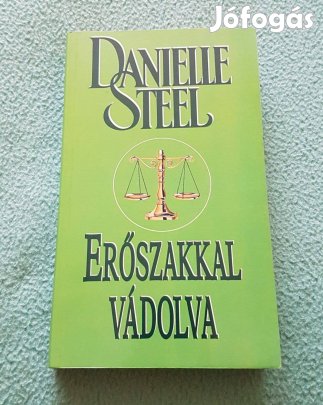 Jófogás
DANIELLE
STEEL
ERŐSZAKKAL
VÁDOLVA